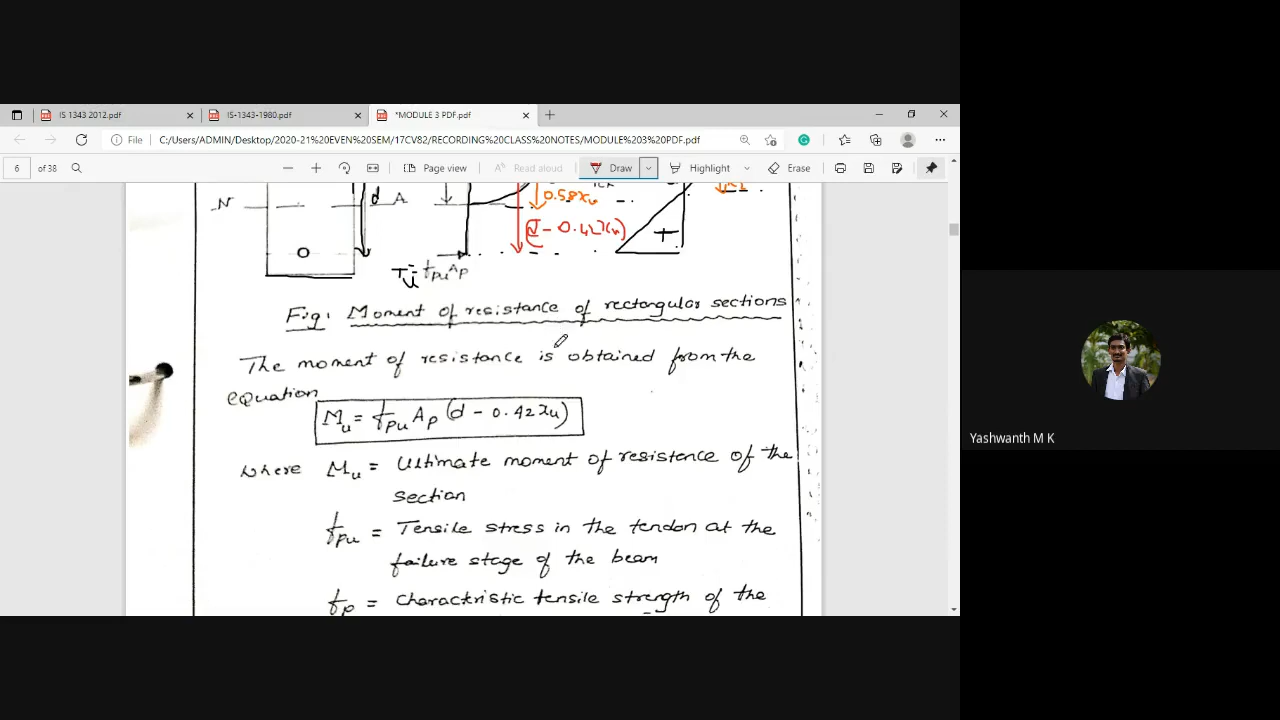 IS 1343 2012.pdf
IS-1343-1980.pdf
*MODULE 3 PDF.pdf
File
C:/Users/ADMIN/Desktop/2020-21%20EVEN%20SEM/17CV82/RECORDING%20CLASS%20NOTES/MODULE%203%20PDF.pdf
6 of 38
Page view
Read aloud
Draw
Highlight
Erase
0.58xu
N d A
(d - 0.42xu)
+
Tu = fpu Ap
Fig: Moment of resistance of rectangular sections
The moment of resistance is obtained from the
equation
Mu = fpu Ap (d - 0.42xu)
where Mu = Ultimate moment of resistence of the
section
fpu = Tensile stress in the tendon at the
failure stage of the beam
fp = characteristic tensile strength of the
Yashwanth M K